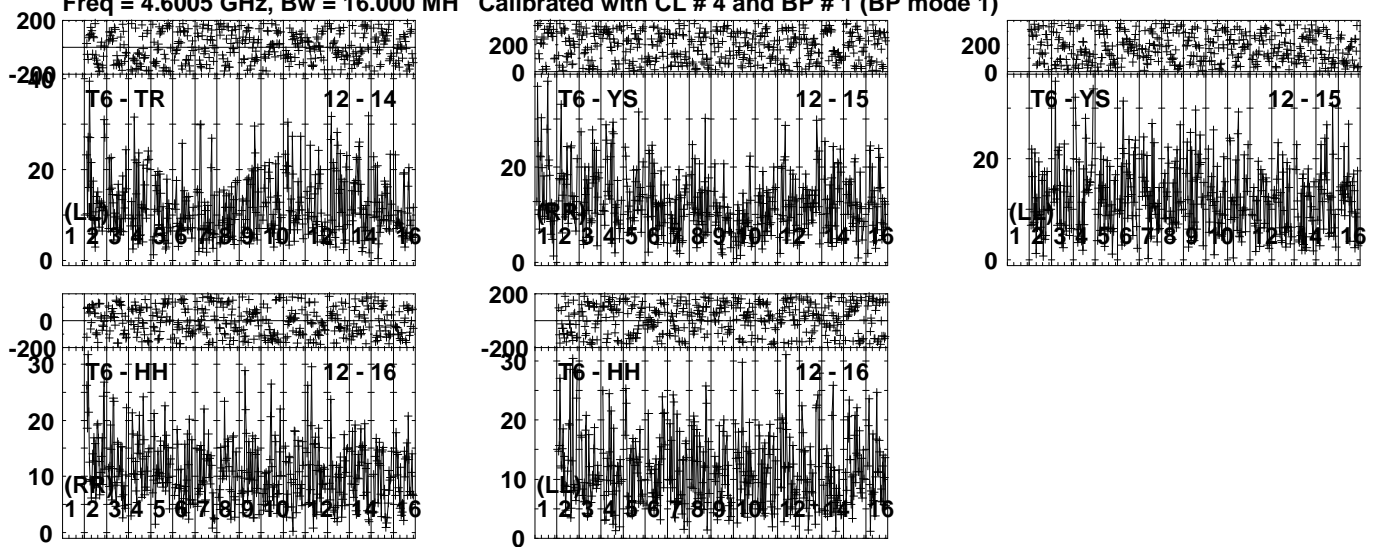 Freq = 4.6005 GHz, Bw = 16.000 MH Calibrated with CL # 4 and BP # 1 (BP mode 1)
200
-200
40
T6 - TR 12 - 14
20
(LL)
1 2 3 4 5 6 7 8 9 10 12 14 16
0
200
0
T6 - YS 12 - 15
20
(RR)
1 2 3 4 5 6 7 8 9 10 12 14 16
0
200
0
T6 - YS 12 - 15
20
(LL)
1 2 3 4 5 6 7 8 9 10 12 14 16
0
0
-200
30
T6 - HH 12 - 16
20
10
(RR)
1 2 3 4 5 6 7 8 9 10 12 14 16
0
200
0
-200
30
T6 - HH 12 - 16
20
10
(LL)
1 2 3 4 5 6 7 8 9 10 12 14 16
0